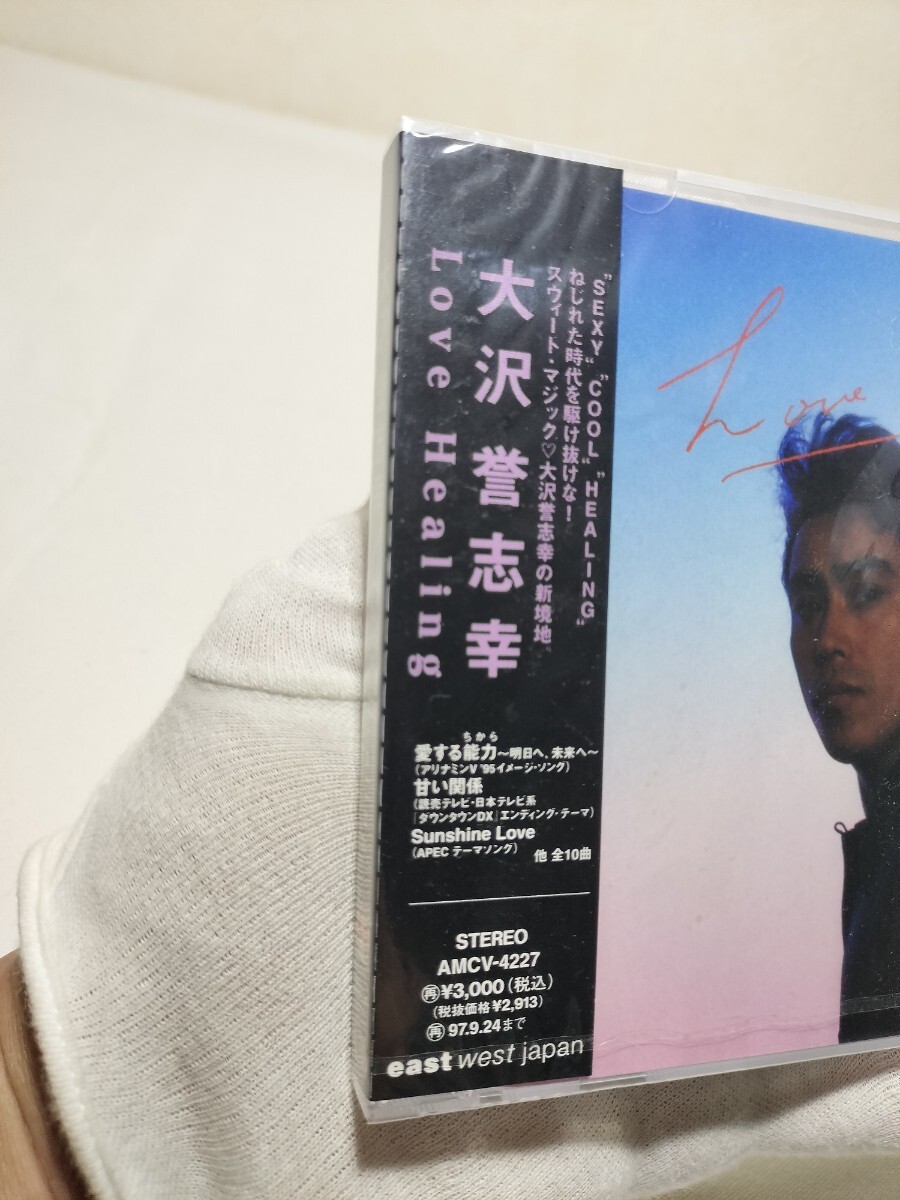 "SEXY" "COOL" "HEALING"
ねじれた時代を駆け抜けな!
スウィート・マジック♡大沢誉志幸の新境地。
大沢 誉志幸
Love Healing
ちから
愛する能力〜明日へ、未来へ〜
(アリナミンV '95イメージ・ソング)
甘い関係
(読売テレビ・日本テレビ系
「ダウンタウンDX」エンディング・テーマ)
Sunshine Love
(APECテーマソング)
他 全10曲
STEREO
AMCV-4227
再¥3,000(税込)
(税抜価格¥2,913)
再 97.9.24まで
east west japan
Love